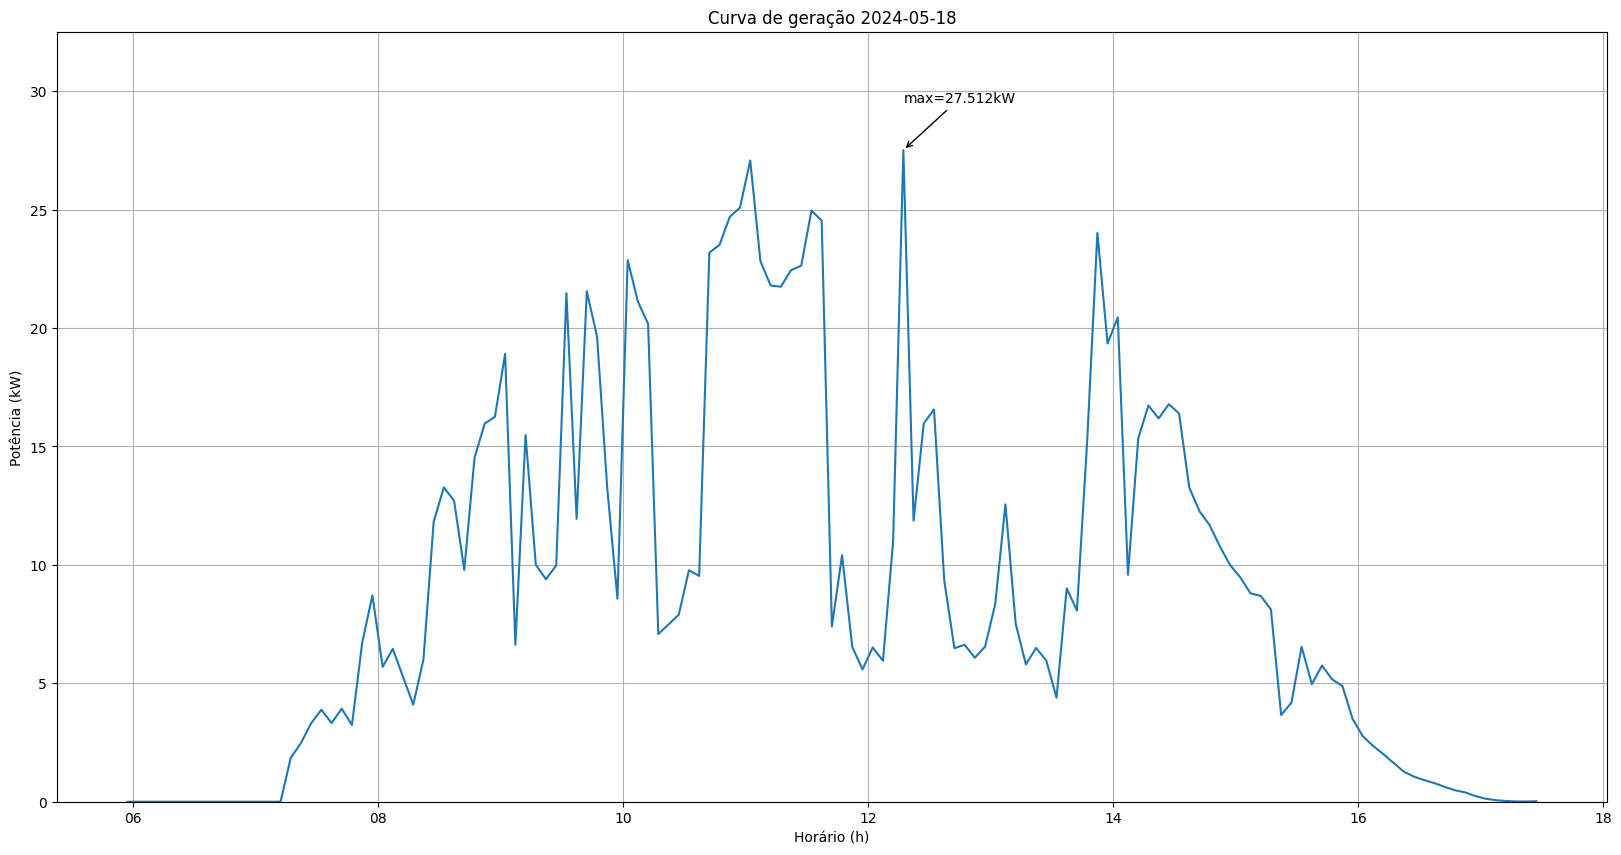 Curva de geração 2024-05-18
max=27.512kW
Potência (kW)
30
25
20
15
10
5
0
06 08 10 12 14 16 18
Horário (h)